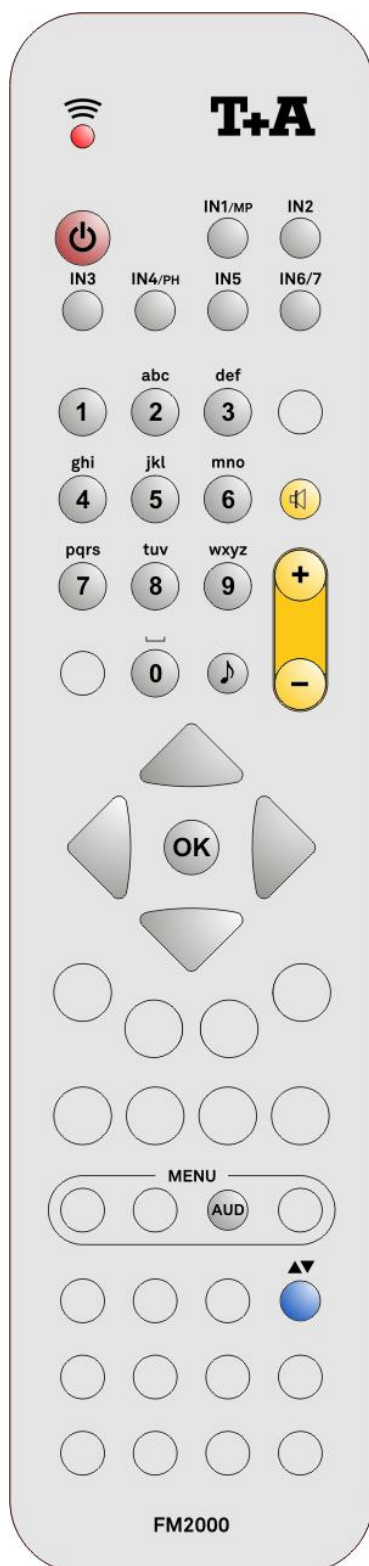 T+A
IN1/MP IN2
IN3 IN4/PH IN5 IN6/7
abc def
1 2 3
ghi jkl mno
4 5 6
pqrs tuv wxyz
7 8 9 +
0 ♪ −
OK
MENU
AUD
▲▼
FM2000